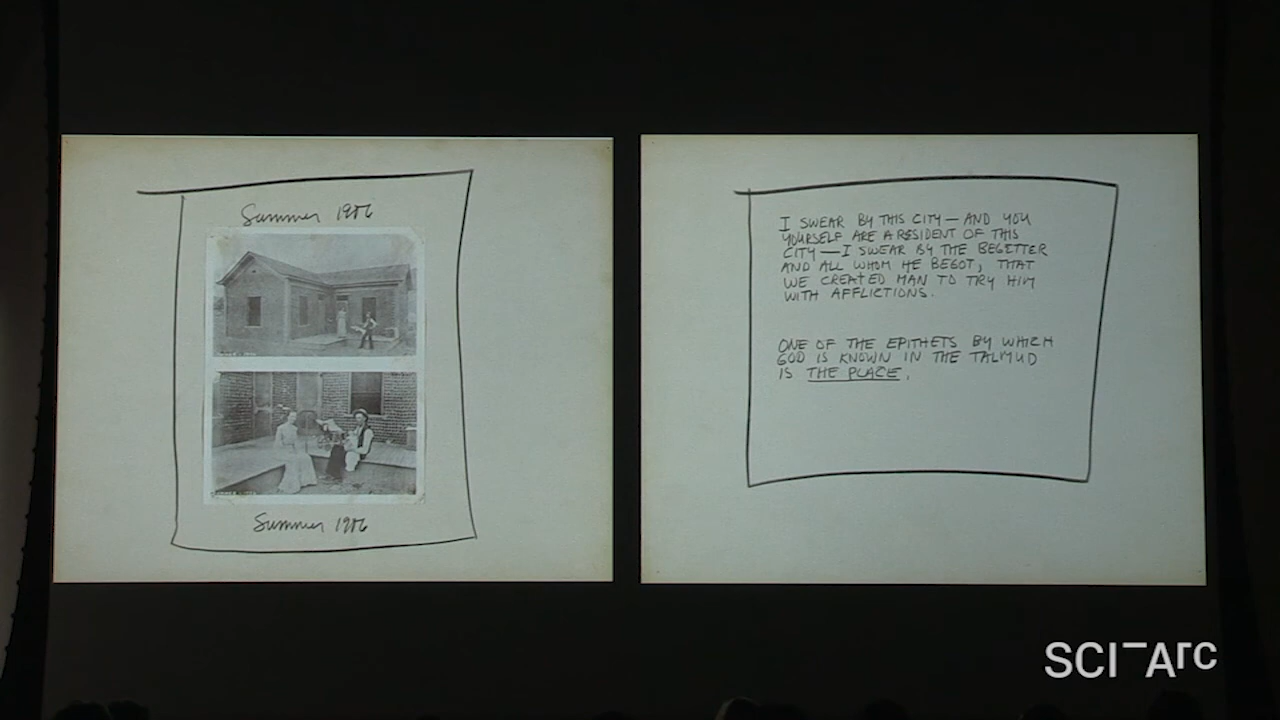 Summer 1906
Summer 1906
I SWEAR BY THIS CITY — AND YOU
YOURSELF ARE A RESIDENT OF THIS
CITY — I SWEAR BY THE BEGETTER
AND ALL WHOM HE BEGOT, THAT
WE CREATED MAN TO TRY HIM
WITH AFFLICTIONS.
ONE OF THE EPITHETS BY WHICH
GOD IS KNOWN IN THE TALMUD
IS THE PLACE.
SCI-Arc